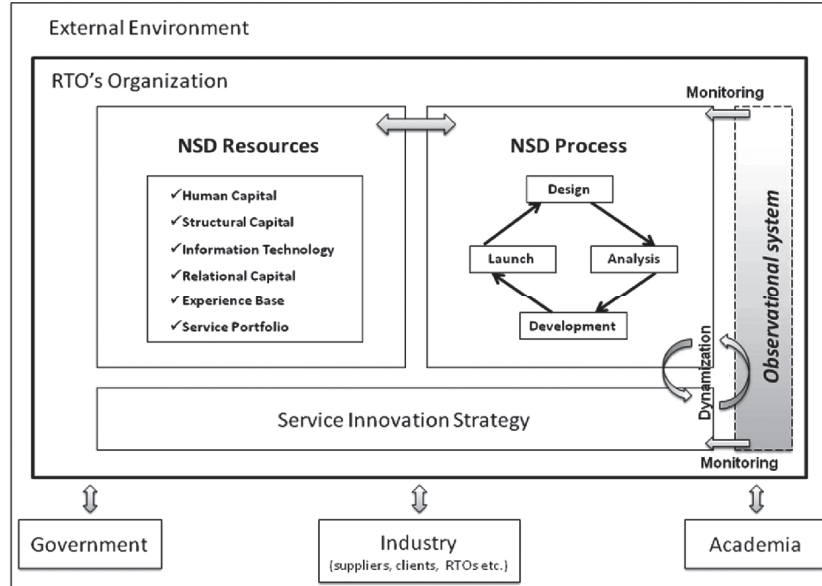 External Environment
RTO's Organization
Monitoring
NSD Resources
✓Human Capital
✓Structural Capital
✓Information Technology
✓Relational Capital
✓Experience Base
✓Service Portfolio
NSD Process
Design
Launch
Analysis
Development
Observational system
Dynamization
Service Innovation Strategy
Monitoring
Government
Industry
(suppliers, clients, RTOs etc.)
Academia